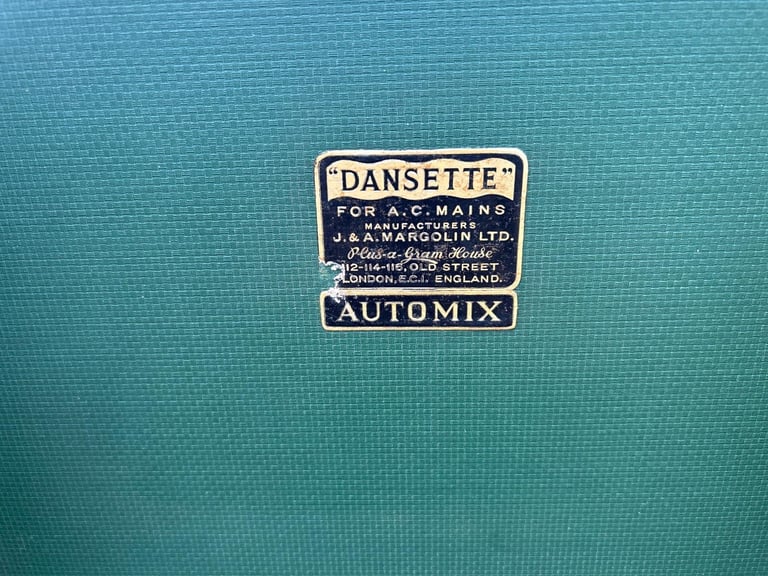 "DANSETTE"
FOR A.C. MAINS
MANUFACTURERS
J. & A. MARGOLIN LTD.
Plus-a-Gram House
112-114-116, OLD STREET
LONDON, E.C.1. ENGLAND.
AUTOMIX